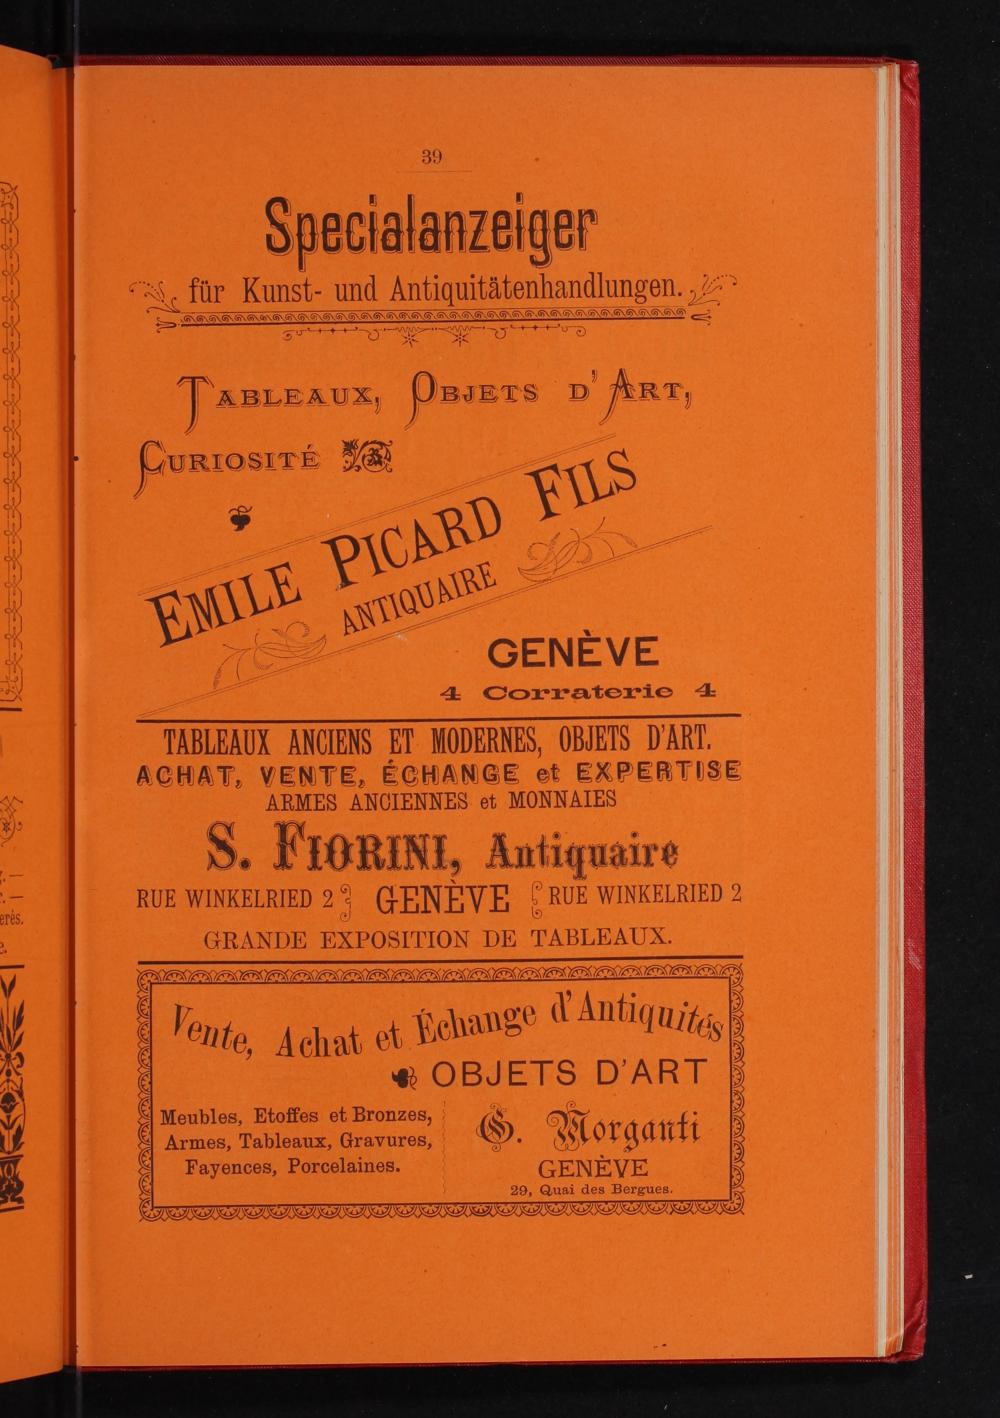 39
Specialanzeiger
für Kunst- und Antiquitätenhandlungen.
Tableaux, Objets d'Art,
Curiosité
Emile Picard Fils
ANTIQUAIRE
GENÈVE
4 Corraterie 4
TABLEAUX ANCIENS ET MODERNES, OBJETS D'ART.
ACHAT, VENTE, ÉCHANGE et EXPERTISE
ARMES ANCIENNES et MONNAIES
S. FIORINI, Antiquaire
RUE WINKELRIED 2 GENÈVE RUE WINKELRIED 2
GRANDE EXPOSITION DE TABLEAUX.
Vente, Achat et Échange d'Antiquités
OBJETS D'ART
Meubles, Etoffes et Bronzes,
Armes, Tableaux, Gravures,
Fayences, Porcelaines.
G. Morganti
GENÈVE
29, Quai des Bergues.